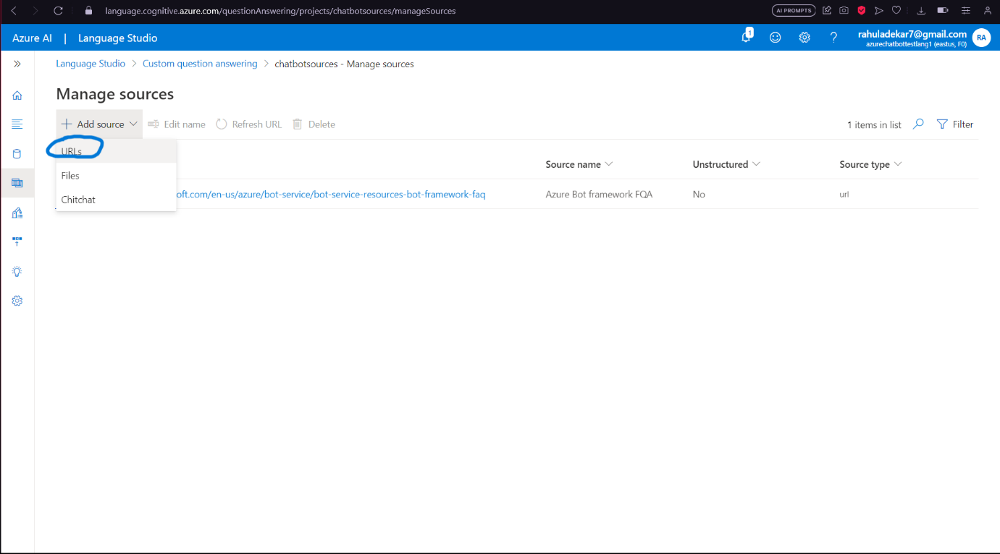 language.cognitive.azure.com/questionAnswering/projects/chatbotsources/manageSources
AI PROMPTS
Azure AI | Language Studio
1
?
rahuladekar7@gmail.com
azurechatbottestlang1 (eastus, F0)
RA
Language Studio > Custom question answering > chatbotsources - Manage sources
Manage sources
+ Add source Edit name Refresh URL Delete
1 items in list Filter
URLs
Source name Unstructured Source type
Files
oft.com/en-us/azure/bot-service/bot-service-resources-bot-framework-faq Azure Bot framework FQA No url
Chitchat